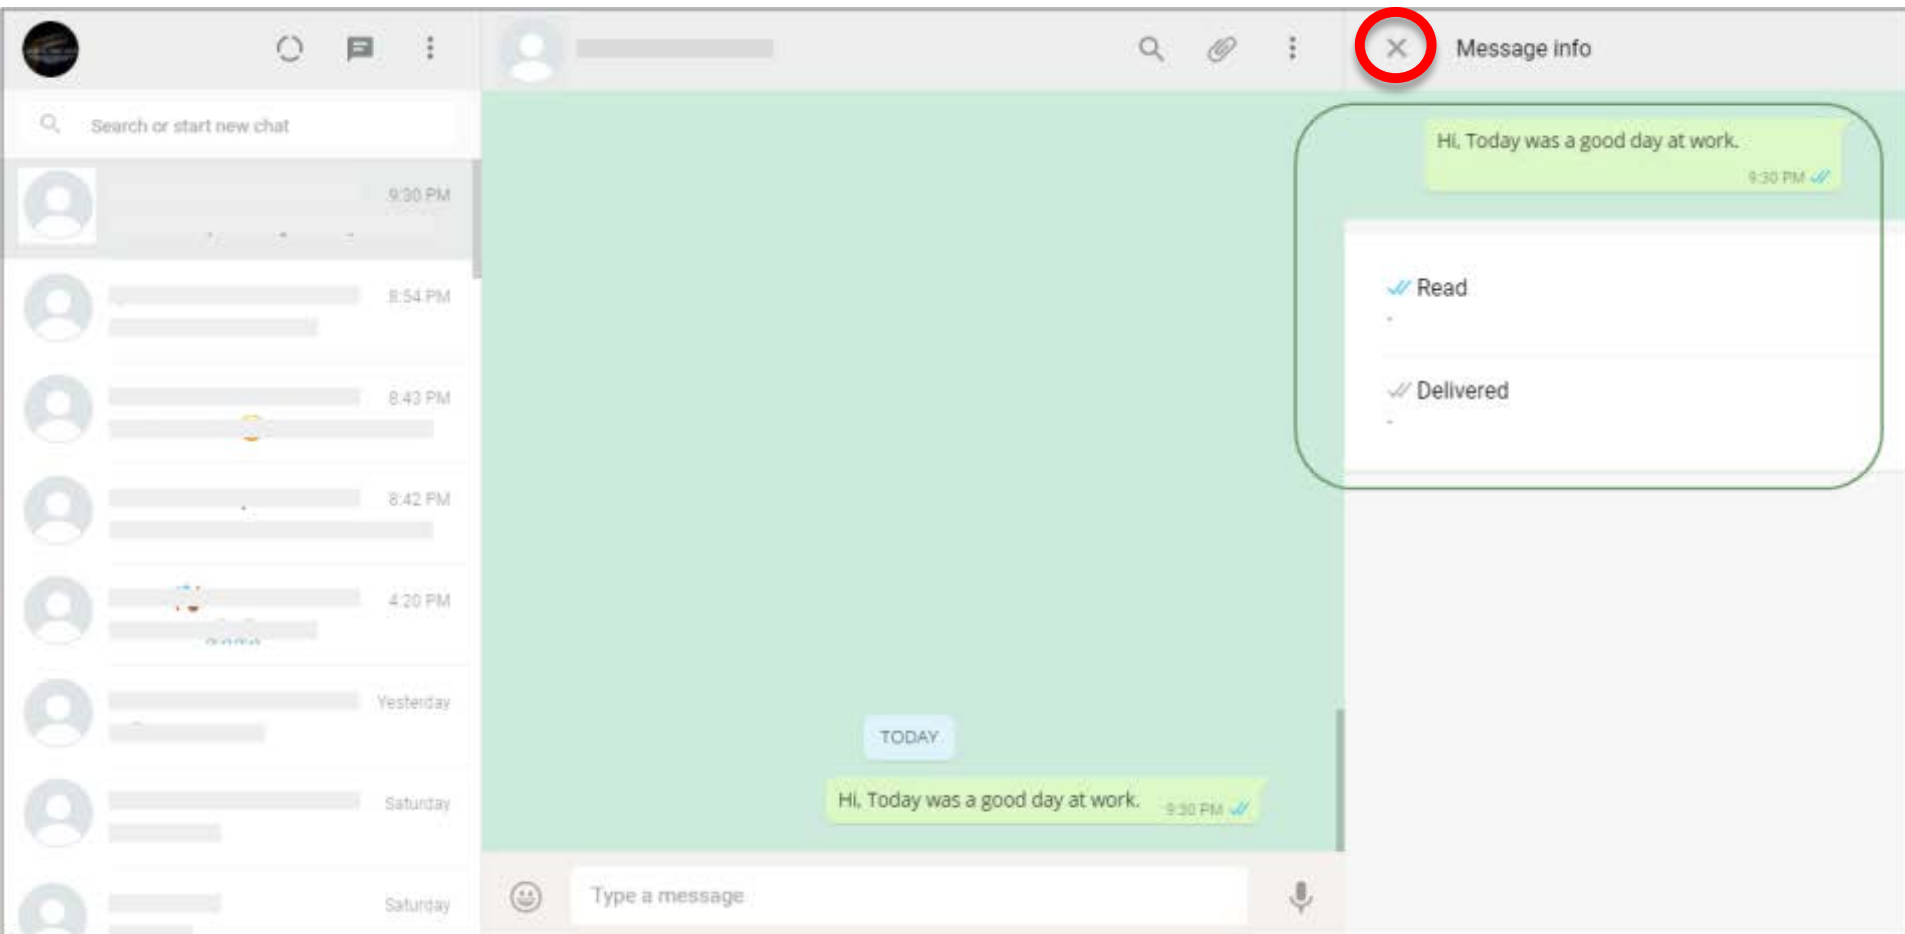 Search or start new chat
9:30 PM
8:54 PM
8:43 PM
8:42 PM
4:20 PM
Yesterday
Saturday
Saturday
TODAY
Hi, Today was a good day at work.
9:30 PM
Type a message
Message info
Hi, Today was a good day at work.
9:30 PM
Read
-
Delivered
-